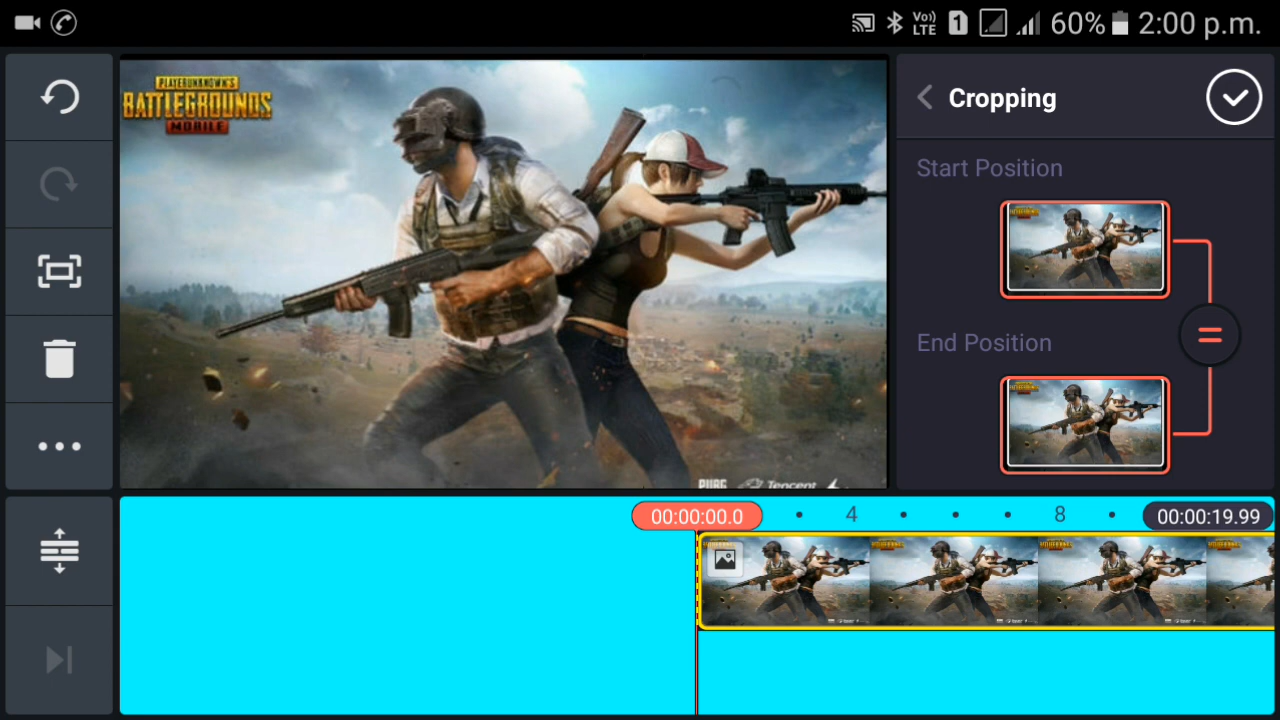 Vo))
LTE
1
60%
2:00 p.m.
PLAYERUNKNOWN'S
BATTLEGROUNDS
MOBILE
PUBG
Tencent
Cropping
Start Position
End Position
00:00:00.0
4
8
00:00:19.99